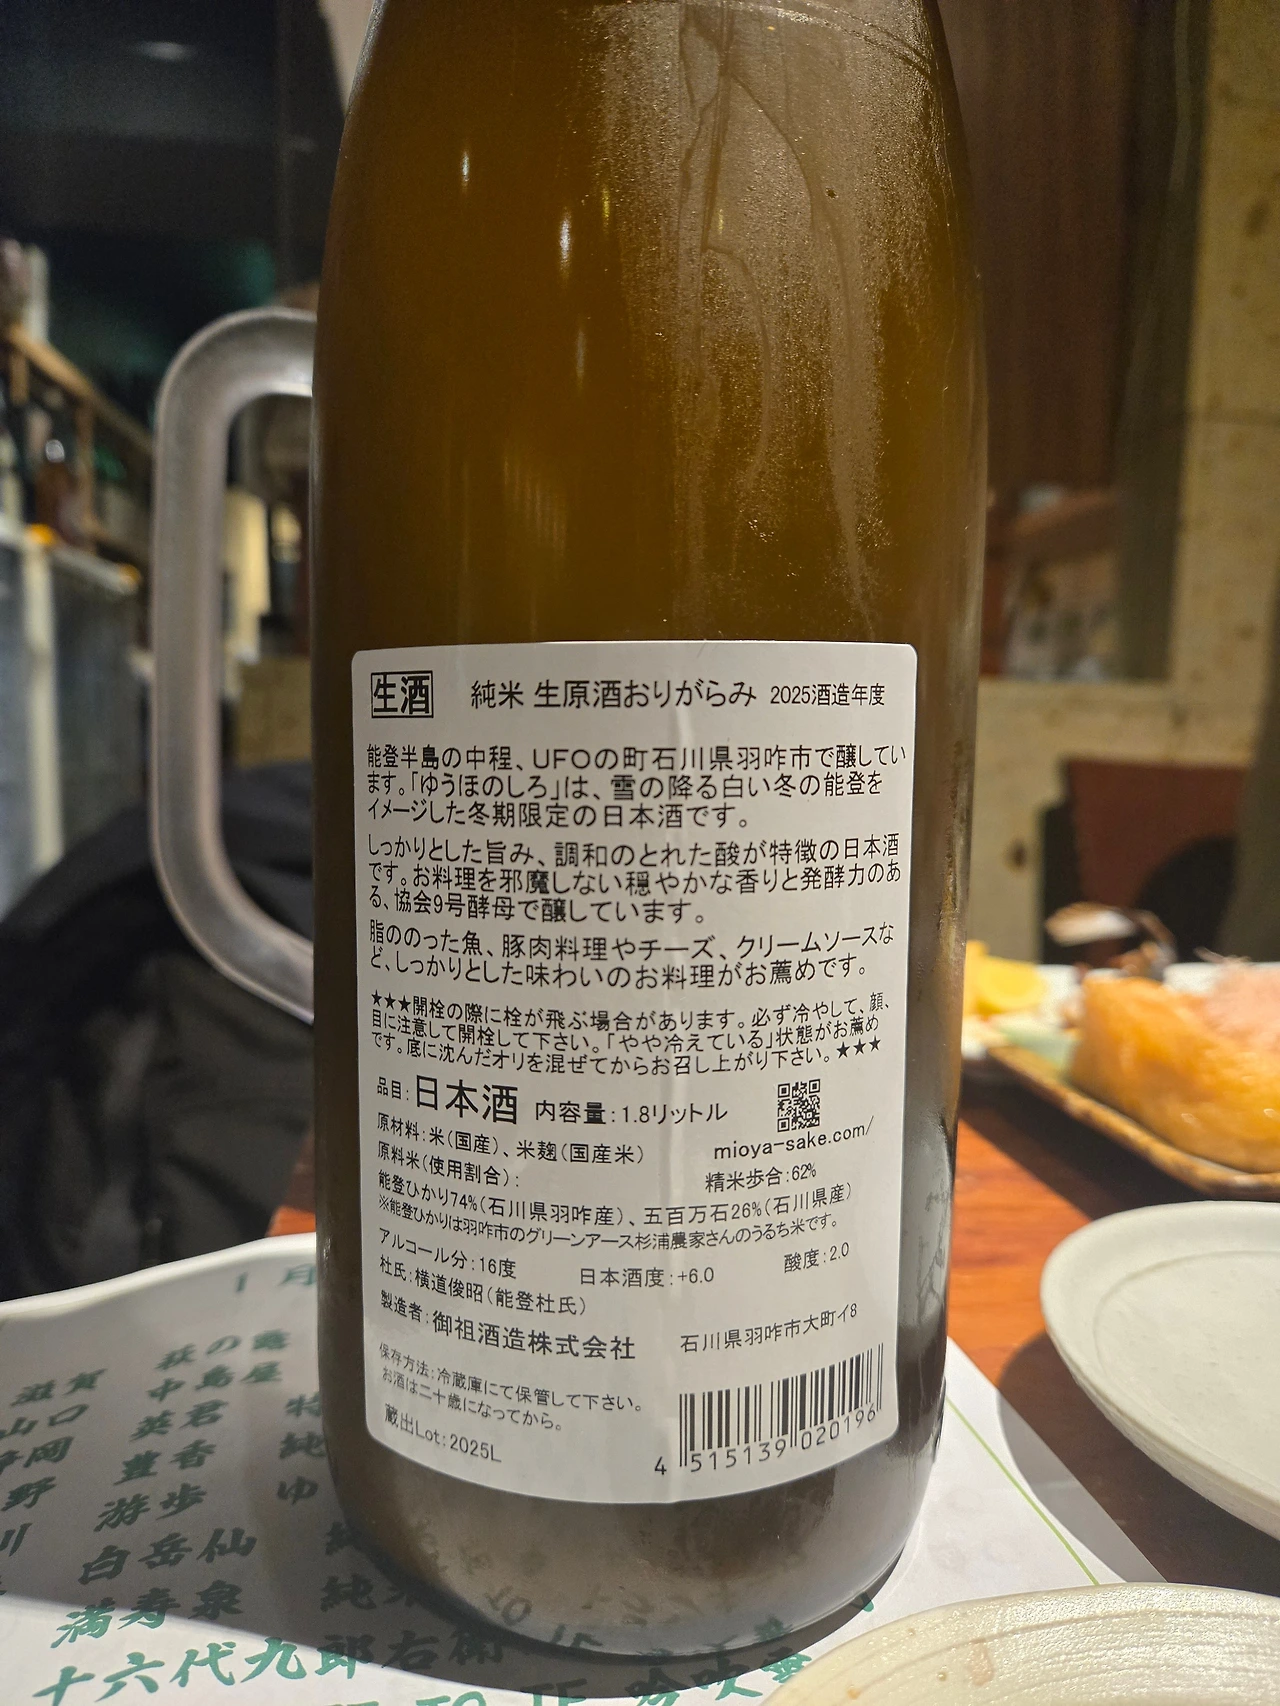 生酒 純米 生原酒おりがらみ 2025酒造年度
能登半島の中程、UFOの町石川県羽咋市で醸してい
ます。「ゆうほのしろ」は、雪の降る白い冬の能登を
イメージした冬期限定の日本酒です。
しっかりとした旨み、調和のとれた酸が特徴の日本酒
です。お料理を邪魔しない穏やかな香りと発酵力のあ
る、協会9号酵母で醸しています。
脂ののった魚、豚肉料理やチーズ、クリームソースな
ど、しっかりとした味わいのお料理がお薦めです。
★★★開栓の際に栓が飛ぶ場合があります。必ず冷やして、顔、
目に注意して開栓して下さい。「やや冷えている」状態がお薦め
です。底に沈んだオリを混ぜてからお召し上がり下さい。★★★
品目:日本酒 内容量:1.8リットル
原材料:米(国産)、米麹(国産米)
mioya-sake.com/
原料米(使用割合): 精米歩合:62%
能登ひかり74%(石川県羽咋産)、五百万石26%(石川県産)
※能登ひかりは羽咋市のグリーンアース杉浦農家さんのうるち米です。
アルコール分:16度 日本酒度:+6.0 酸度:2.0
杜氏:横道俊昭(能登杜氏)
製造者:御祖酒造株式会社 石川県羽咋市大町イ8
保存方法:冷蔵庫にて保管して下さい。
お酒は二十歳になってから。
蔵出Lot:2025L
4 515139 020196
1月
萩の鶴
滋賀 中島屋
山口 英君 特
静岡 豊香 純
野 游歩 ゆ
川 白岳仙 純
満寿泉 純米
十六代九郎右衛